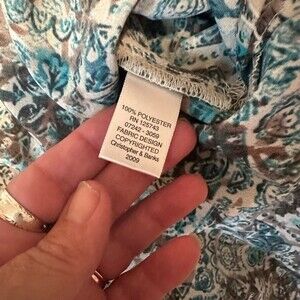 100% POLYESTER
RN 125743
07242 - 3059
FABRIC DESIGN
COPYRIGHTED
Christopher & Banks
2009